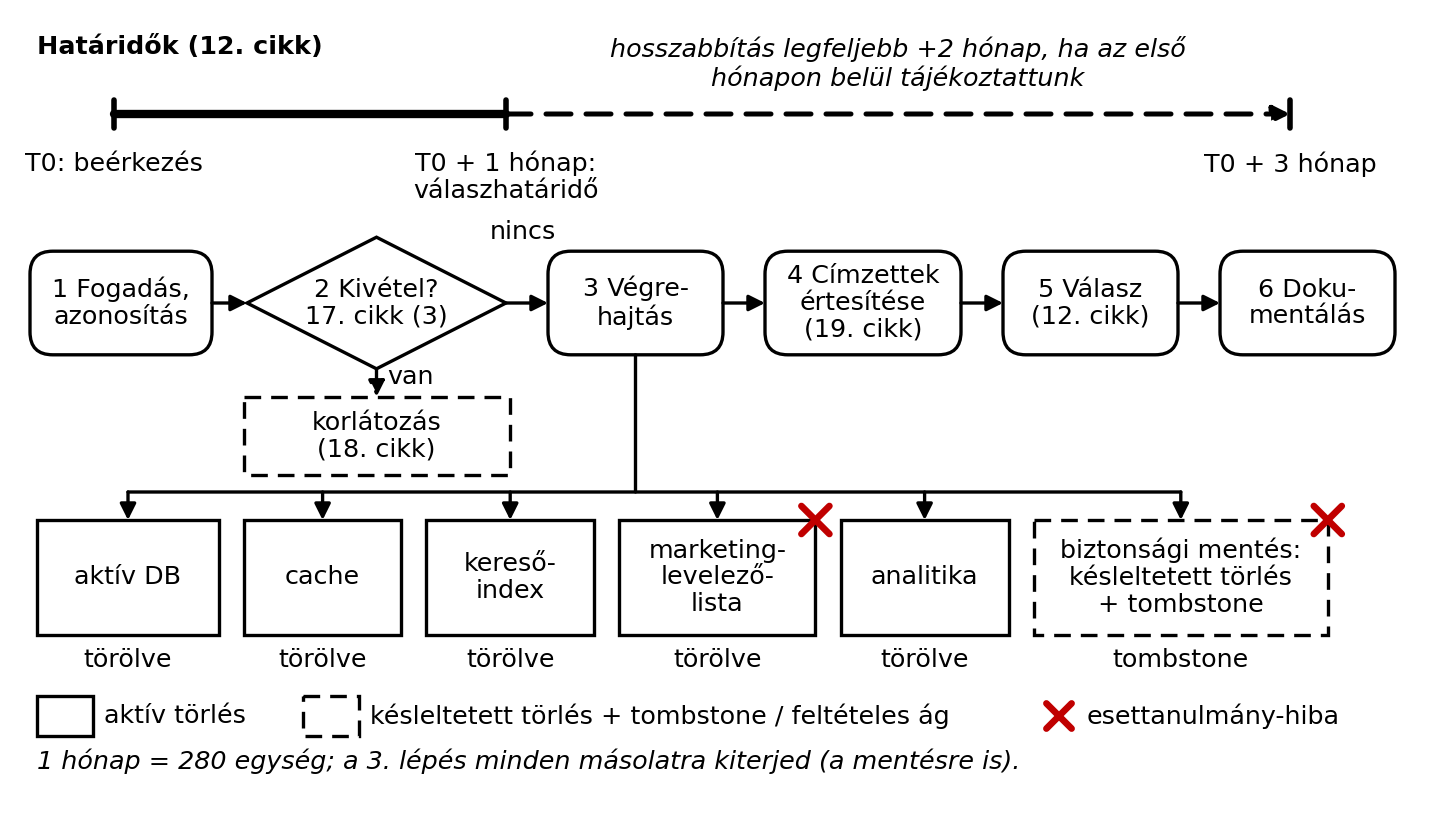 Határidők (12. cikk)
hosszabbítás legfeljebb +2 hónap, ha az első
hónapon belül tájékoztattunk
T0: beérkezés
T0 + 1 hónap:
válaszhatáridő
T0 + 3 hónap
nincs
1 Fogadás,
azonosítás
2 Kivétel?
17. cikk (3)
3 Végre-
hajtás
4 Címzettek
értesítése
(19. cikk)
5 Válasz
(12. cikk)
6 Doku-
mentálás
van
korlátozás
(18. cikk)
aktív DB
cache
kereső-
index
marketing-
levelező-
lista
analitika
biztonsági mentés:
késleltetett törlés
+ tombstone
törölve
törölve
törölve
törölve
törölve
tombstone
aktív törlés
késleltetett törlés + tombstone / feltételes ág
esettanulmány-hiba
1 hónap = 280 egység; a 3. lépés minden másolatra kiterjed (a mentésre is).